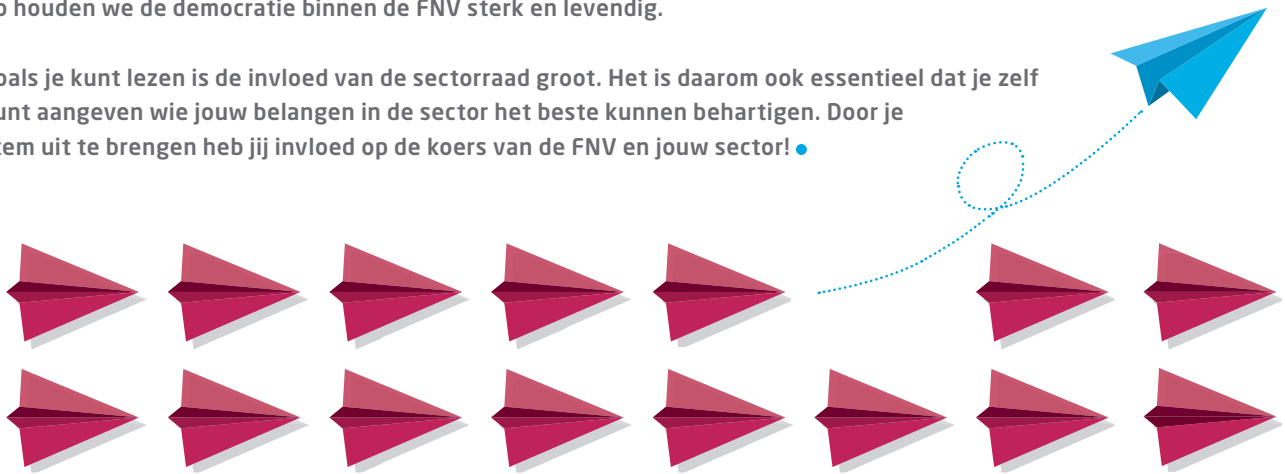 o houden we de democratie binnen de FNV sterk en levendig.
oals je kunt lezen is de invloed van de sectorraad groot. Het is daarom ook essentieel dat je zelf
unt aangeven wie jouw belangen in de sector het beste kunnen behartigen. Door je
tem uit te brengen heb jij invloed op de koers van de FNV en jouw sector!